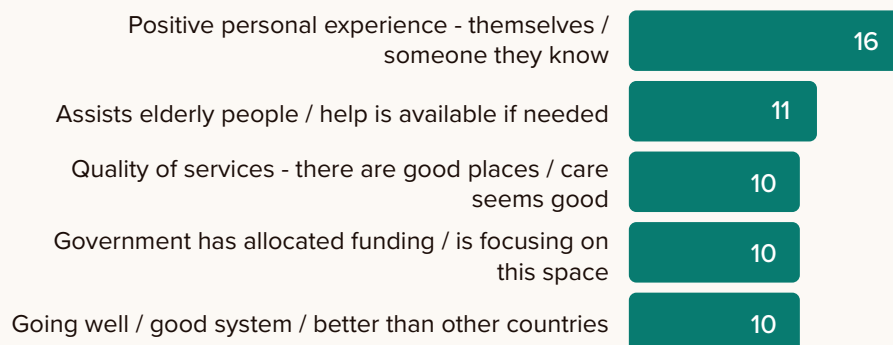 Positive personal experience - themselves /
someone they know
16
Assists elderly people / help is available if needed
11
Quality of services - there are good places / care
seems good
10
Government has allocated funding / is focusing on
this space
10
Going well / good system / better than other countries
10